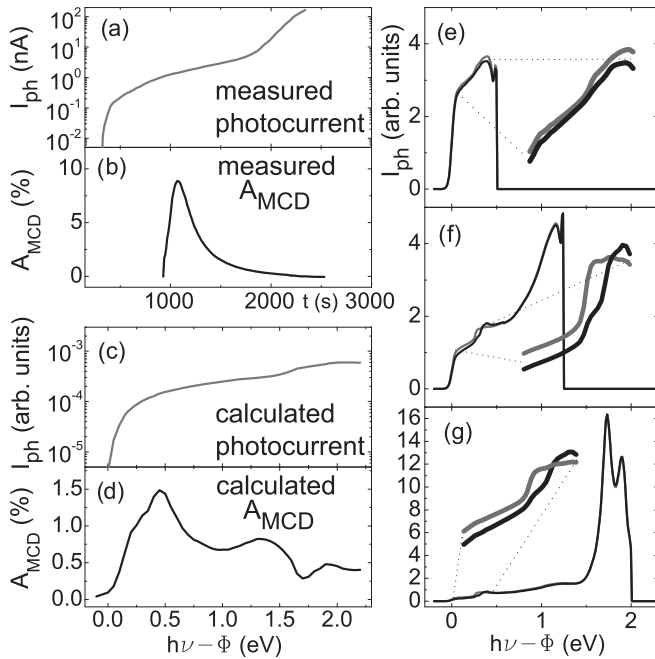 (a)
I_ph (nA)
10^2
10^1
10^0
10^-1
10^-2
measured
photocurrent
(b)
A_MCD (%)
10
5
0
measured
A_MCD
1000 2000 t (s) 3000
(c)
I_ph (arb. units)
10^-3
10^-4
10^-5
calculated
photocurrent
(d)
A_MCD (%)
1.5
1.0
0.5
0.0
calculated
A_MCD
0.0 0.5 1.0 1.5 2.0
hν−Φ (eV)
(e)
I_ph (arb. units)
4
2
0
(f)
4
2
0
(g)
16
14
12
10
8
6
4
2
0
0 1 2
hν−Φ (eV)